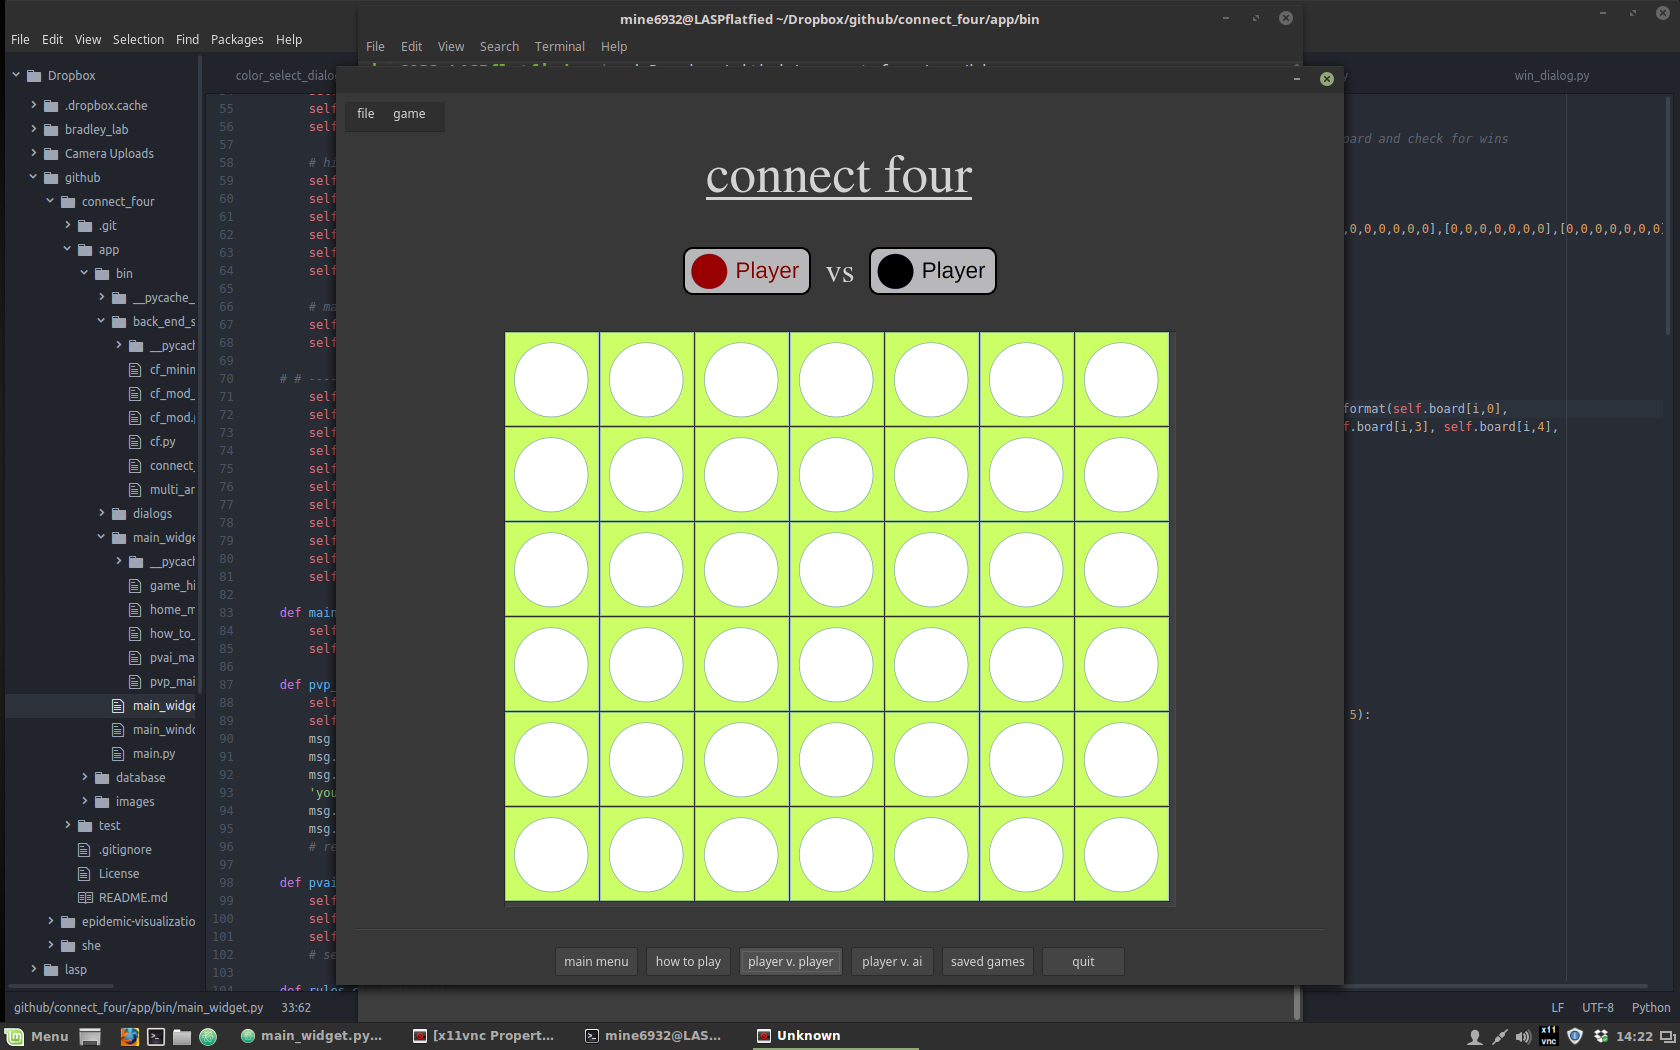 mine6932@LASPflatfied ~/Dropbox/github/connect_four/app/bin
File Edit View Selection Find Packages Help
File Edit View Search Terminal Help
color_select_dialo
win_dialog.py
file game
connect four
Player vs Player
main menu how to play player v. player player v. ai saved games quit
Dropbox
.dropbox.cache
bradley_lab
Camera Uploads
github
connect_four
.git
app
bin
__pycache_
back_end_s
__pycach
cf_minin
cf_mod_
cf_mod.
cf.py
connect_
multi_ar
dialogs
main_widge
__pycach
game_hi
home_m
how_to_
pvai_ma
pvp_mai
main_widge
main_windo
main.py
database
images
test
.gitignore
License
README.md
epidemic-visualizatio
she
lasp
55 self
56 self
57
58 # hi
59 self
60 self
61 self
62 self
63 self
64 self
65
66 # ma
67 self
68 self
69
70 # # ----
71 self
72 self
73 self
74 self
75 self
76 self
77 self
78 self
79 self
80 self
81 self
82
83 def main
84 self
85 self
86
87 def pvp_
88 self
89 self
90 msg
91 msg.
92 msg.
93 'you
94 msg.
95 msg.
96 # re
97
98 def pvai
99 self
100 self
101 self
102 # se
103
104 def rules_
oard and check for wins
,0,0,0,0,0,0],[0,0,0,0,0,0,0],[0,0,0,0,0,0,0]
format(self.board[i,0],
f.board[i,3], self.board[i,4],
5):
github/connect_four/app/bin/main_widget.py 33:62 LF UTF-8 Python
Menu main_widget.py... [x11vnc Propert... mine6932@LAS... Unknown x11 vnc 14:22